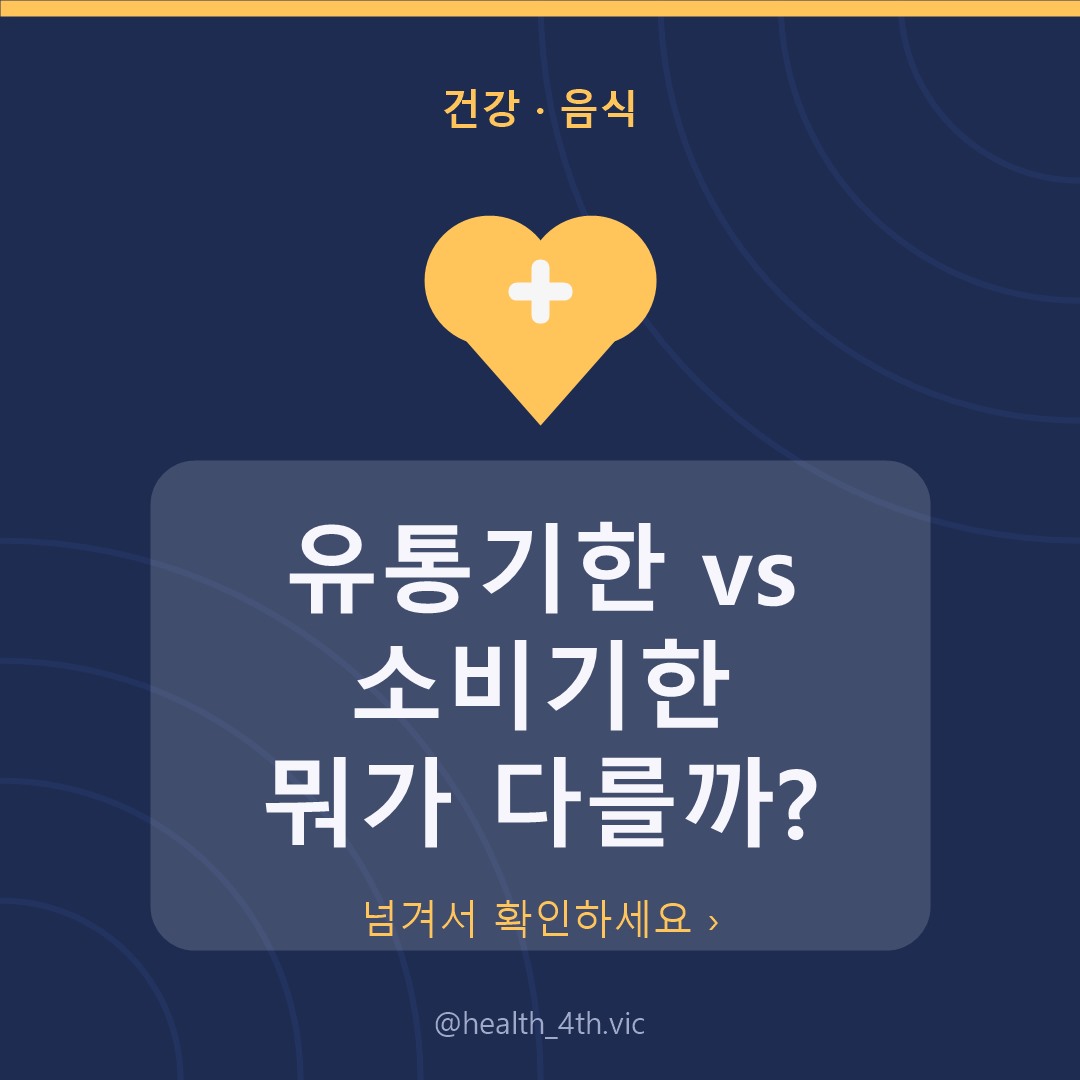 건강 · 음식
유통기한 vs
소비기한
뭐가 다를까?
넘겨서 확인하세요 ›
@health_4th.vic